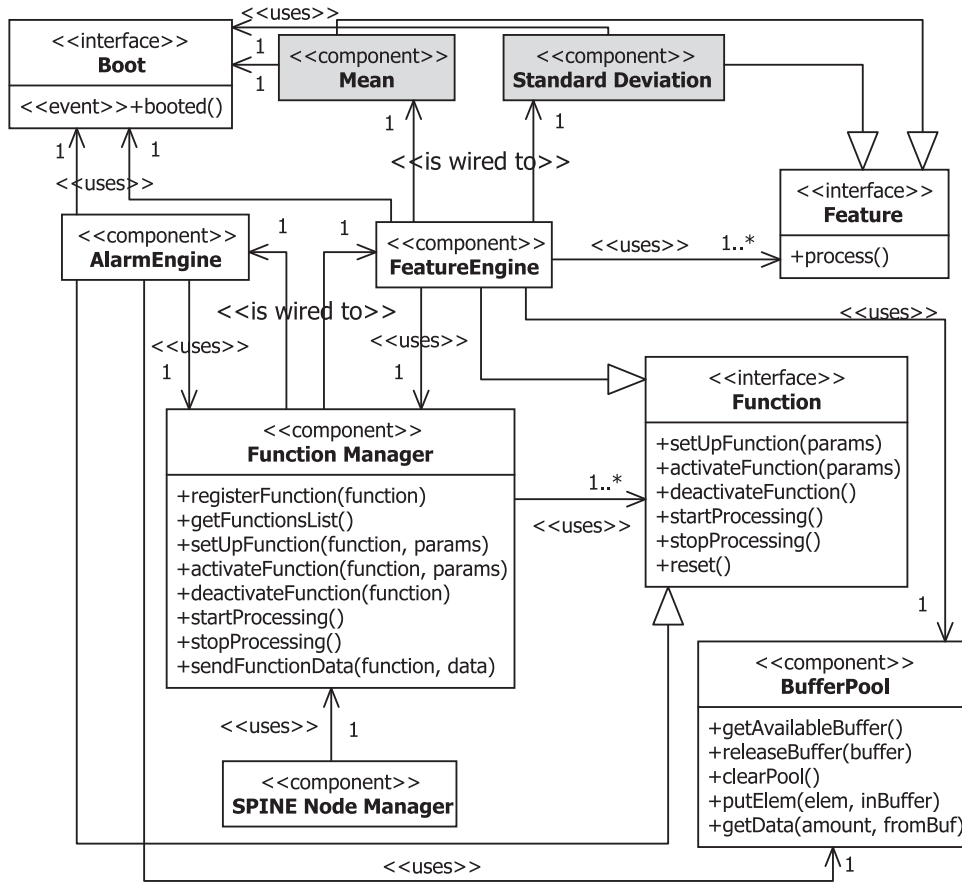 <<uses>>
<<interface>>
Boot
<<event>>+booted()
1
1
<<component>>
Mean
<<component>>
Standard Deviation
1
1
<<is wired to>>
1
1
<<uses>>
<<interface>>
Feature
+process()
<<component>>
AlarmEngine
1
1
<<component>>
FeatureEngine
<<uses>>
1..*
<<is wired to>>
<<uses>>
1
<<uses>>
1
<<uses>>
<<interface>>
Function
+setUpFunction(params)
+activateFunction(params)
+deactivateFunction()
+startProcessing()
+stopProcessing()
+reset()
<<component>>
Function Manager
+registerFunction(function)
+getFunctionsList()
+setUpFunction(function, params)
+activateFunction(function, params)
+deactivateFunction(function)
+startProcessing()
+stopProcessing()
+sendFunctionData(function, data)
1..*
<<uses>>
1
<<component>>
BufferPool
+getAvailableBuffer()
+releaseBuffer(buffer)
+clearPool()
+putElem(elem, inBuffer)
+getData(amount, fromBuf)
<<uses>>
1
<<component>>
SPINE Node Manager
<<uses>>
1